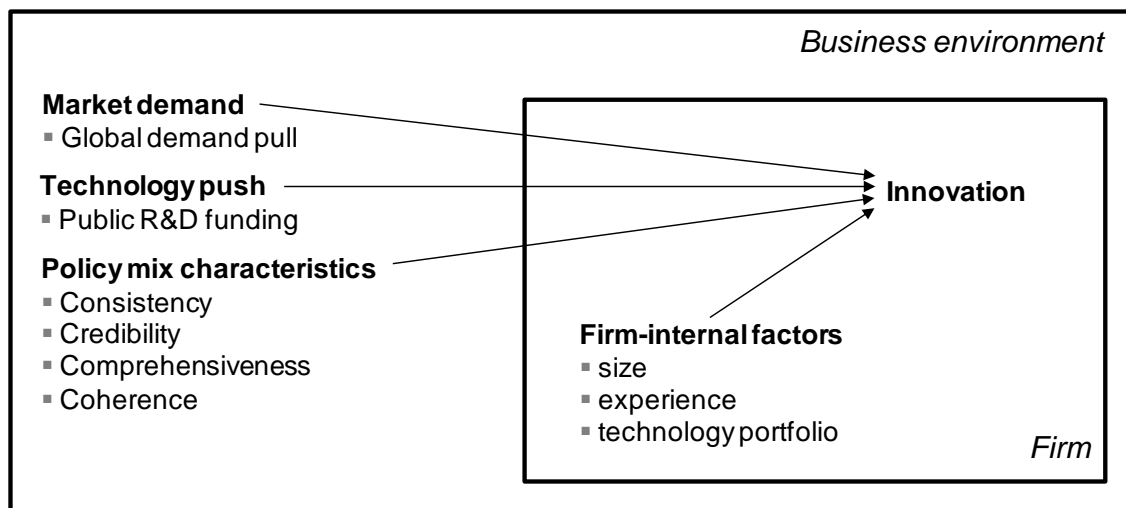 Business environment
Market demand
▪ Global demand pull
Technology push
▪ Public R&D funding
Policy mix characteristics
▪ Consistency
▪ Credibility
▪ Comprehensiveness
▪ Coherence
Innovation
Firm-internal factors
▪ size
▪ experience
▪ technology portfolio
Firm